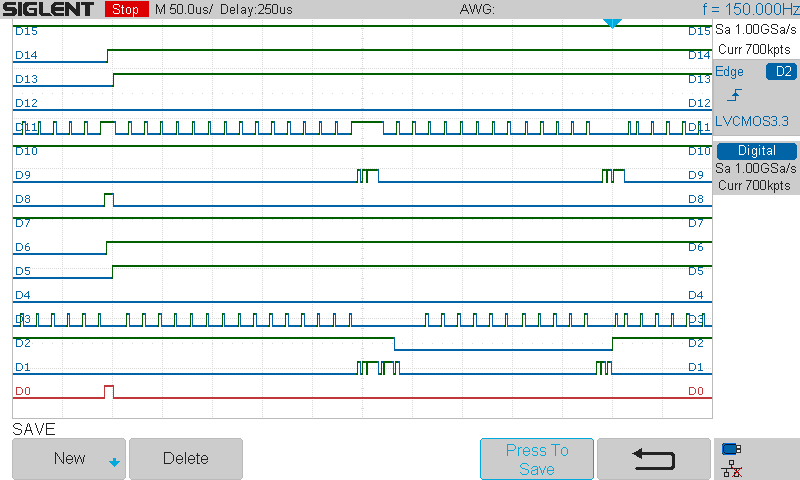 SIGLENT Stop M 50.0us/ Delay:250us AWG: f = 150.000Hz
Sa 1.00GSa/s
Curr 700kpts
Edge D2
LVCMOS3.3
Digital
Sa 1.00GSa/s
Curr 700kpts
D15 D15
D14 D14
D13 D13
D12 D12
D11 D11
D10 D10
D9 D9
D8 D8
D7 D7
D6 D6
D5 D5
D4 D4
D3 D3
D2 D2
D1 D1
D0 D0
SAVE
New Delete Press To
Save